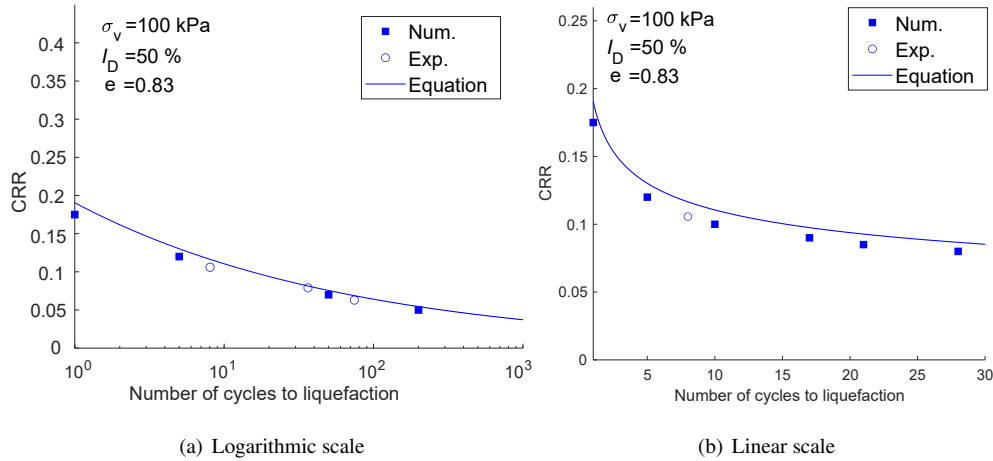 σv =100 kPa
ID =50 %
e =0.83
Num.
Exp.
Equation
0.4
0.35
0.3
0.25
0.2
0.15
0.1
0.05
0
CRR
10^0
10^1
10^2
10^3
Number of cycles to liquefaction
(a) Logarithmic scale
σv =100 kPa
ID =50 %
e =0.83
Num.
Exp.
Equation
0.25
0.2
0.15
0.1
0.05
0
CRR
5
10
15
21
25
30
Number of cycles to liquefaction
(b) Linear scale